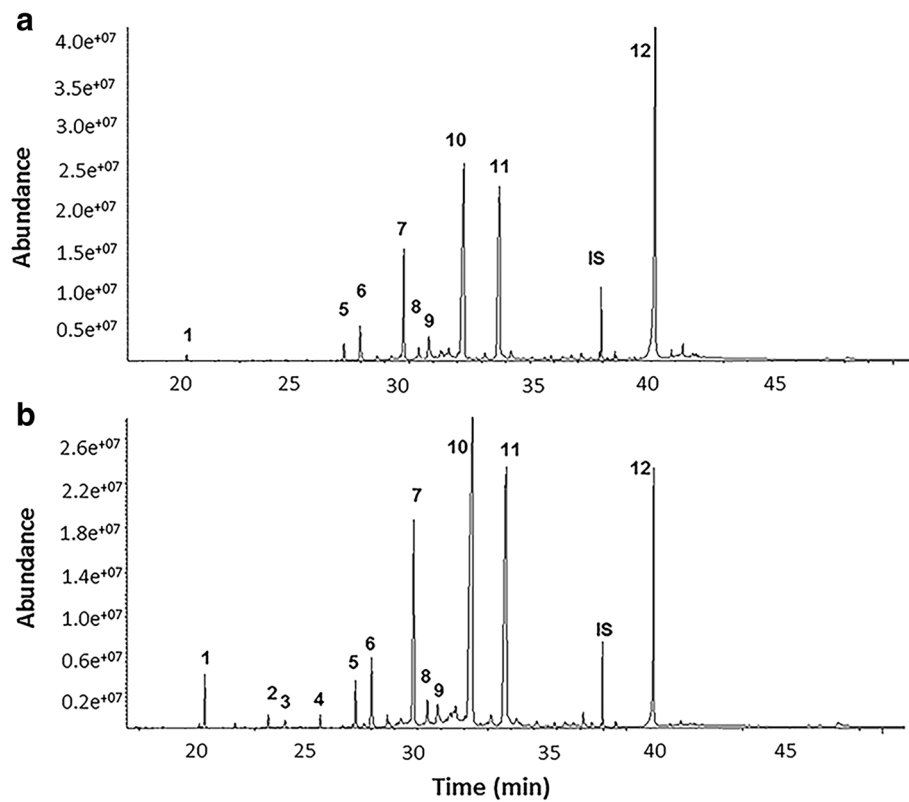 a
4.0e+07
3.5e+07
3.0e+07
2.5e+07
2.0e+07
1.5e+07
1.0e+07
0.5e+07
Abundance
1
5
6
7
8
9
10
11
IS
12
20 25 30 35 40 45
b
2.6e+07
2.2e+07
1.8e+07
1.4e+07
1.0e+07
0.6e+07
0.2e+07
Abundance
1
2
3
4
5
6
7
8
9
10
11
IS
12
20 25 30 35 40 45
Time (min)